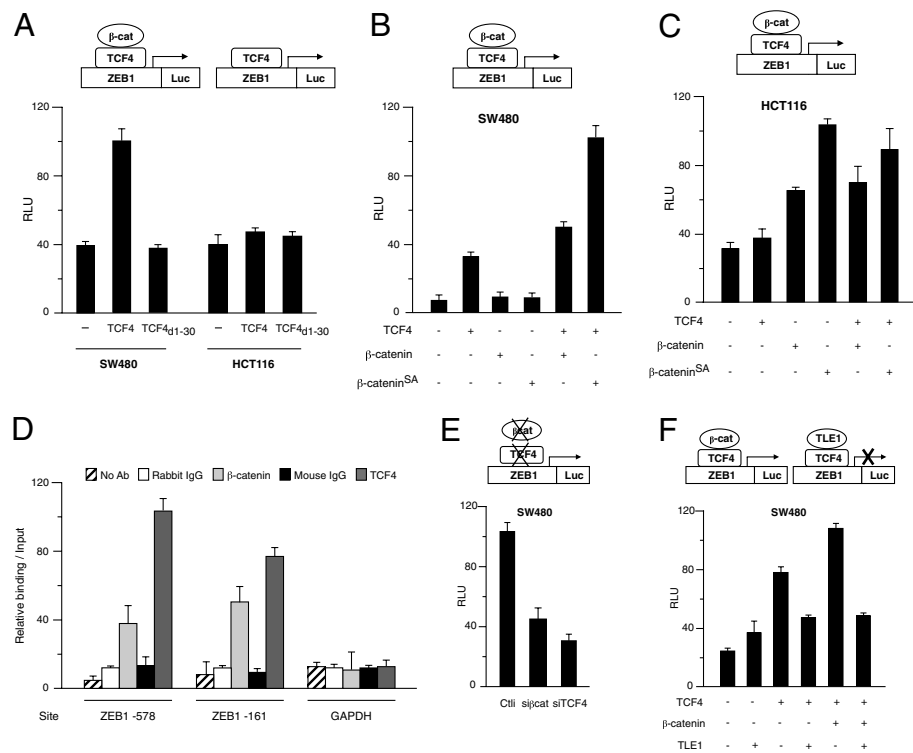 A
β-cat
TCF4
ZEB1
Luc
TCF4
ZEB1
Luc
120
80
40
0
RLU
–
TCF4
TCF4d1-30
–
TCF4
TCF4d1-30
SW480
HCT116
B
β-cat
TCF4
ZEB1
Luc
SW480
120
80
40
0
RLU
TCF4 - + - - + +
β-catenin - - + - + -
β-cateninSA - - - + - +
C
β-cat
TCF4
ZEB1
Luc
HCT116
120
80
40
0
RLU
TCF4 - + - - + +
β-catenin - - + - + -
β-cateninSA - - - + - +
D
No Ab Rabbit IgG β-catenin Mouse IgG TCF4
120
80
40
0
Relative binding / Input
Site ZEB1 -578 ZEB1 -161 GAPDH
E
βcat
TCF4
ZEB1
Luc
SW480
120
80
40
0
RLU
Ctli siβcat siTCF4
F
β-cat
TCF4
ZEB1
Luc
TLE1
TCF4
X
ZEB1
Luc
SW480
120
80
40
0
RLU
TCF4 - - + + + +
β-catenin - - - - + +
TLE1 - + - + - +